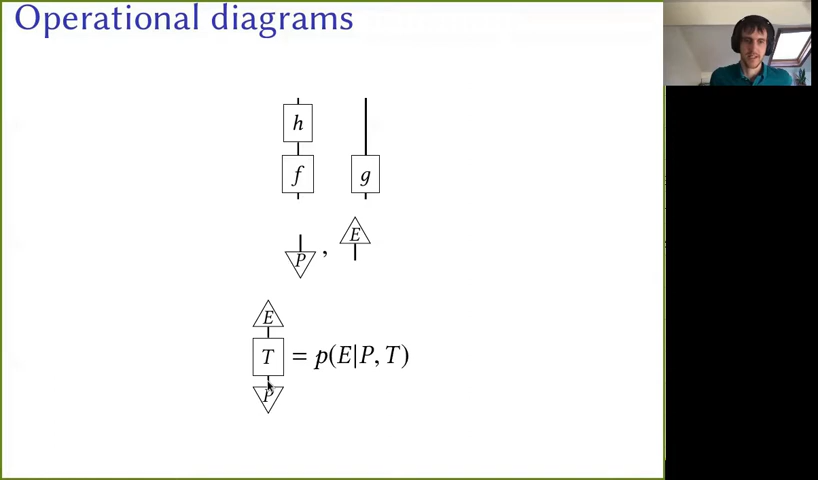 Operational diagrams
h
f g
P , E
E
T = p(E|P, T)
P